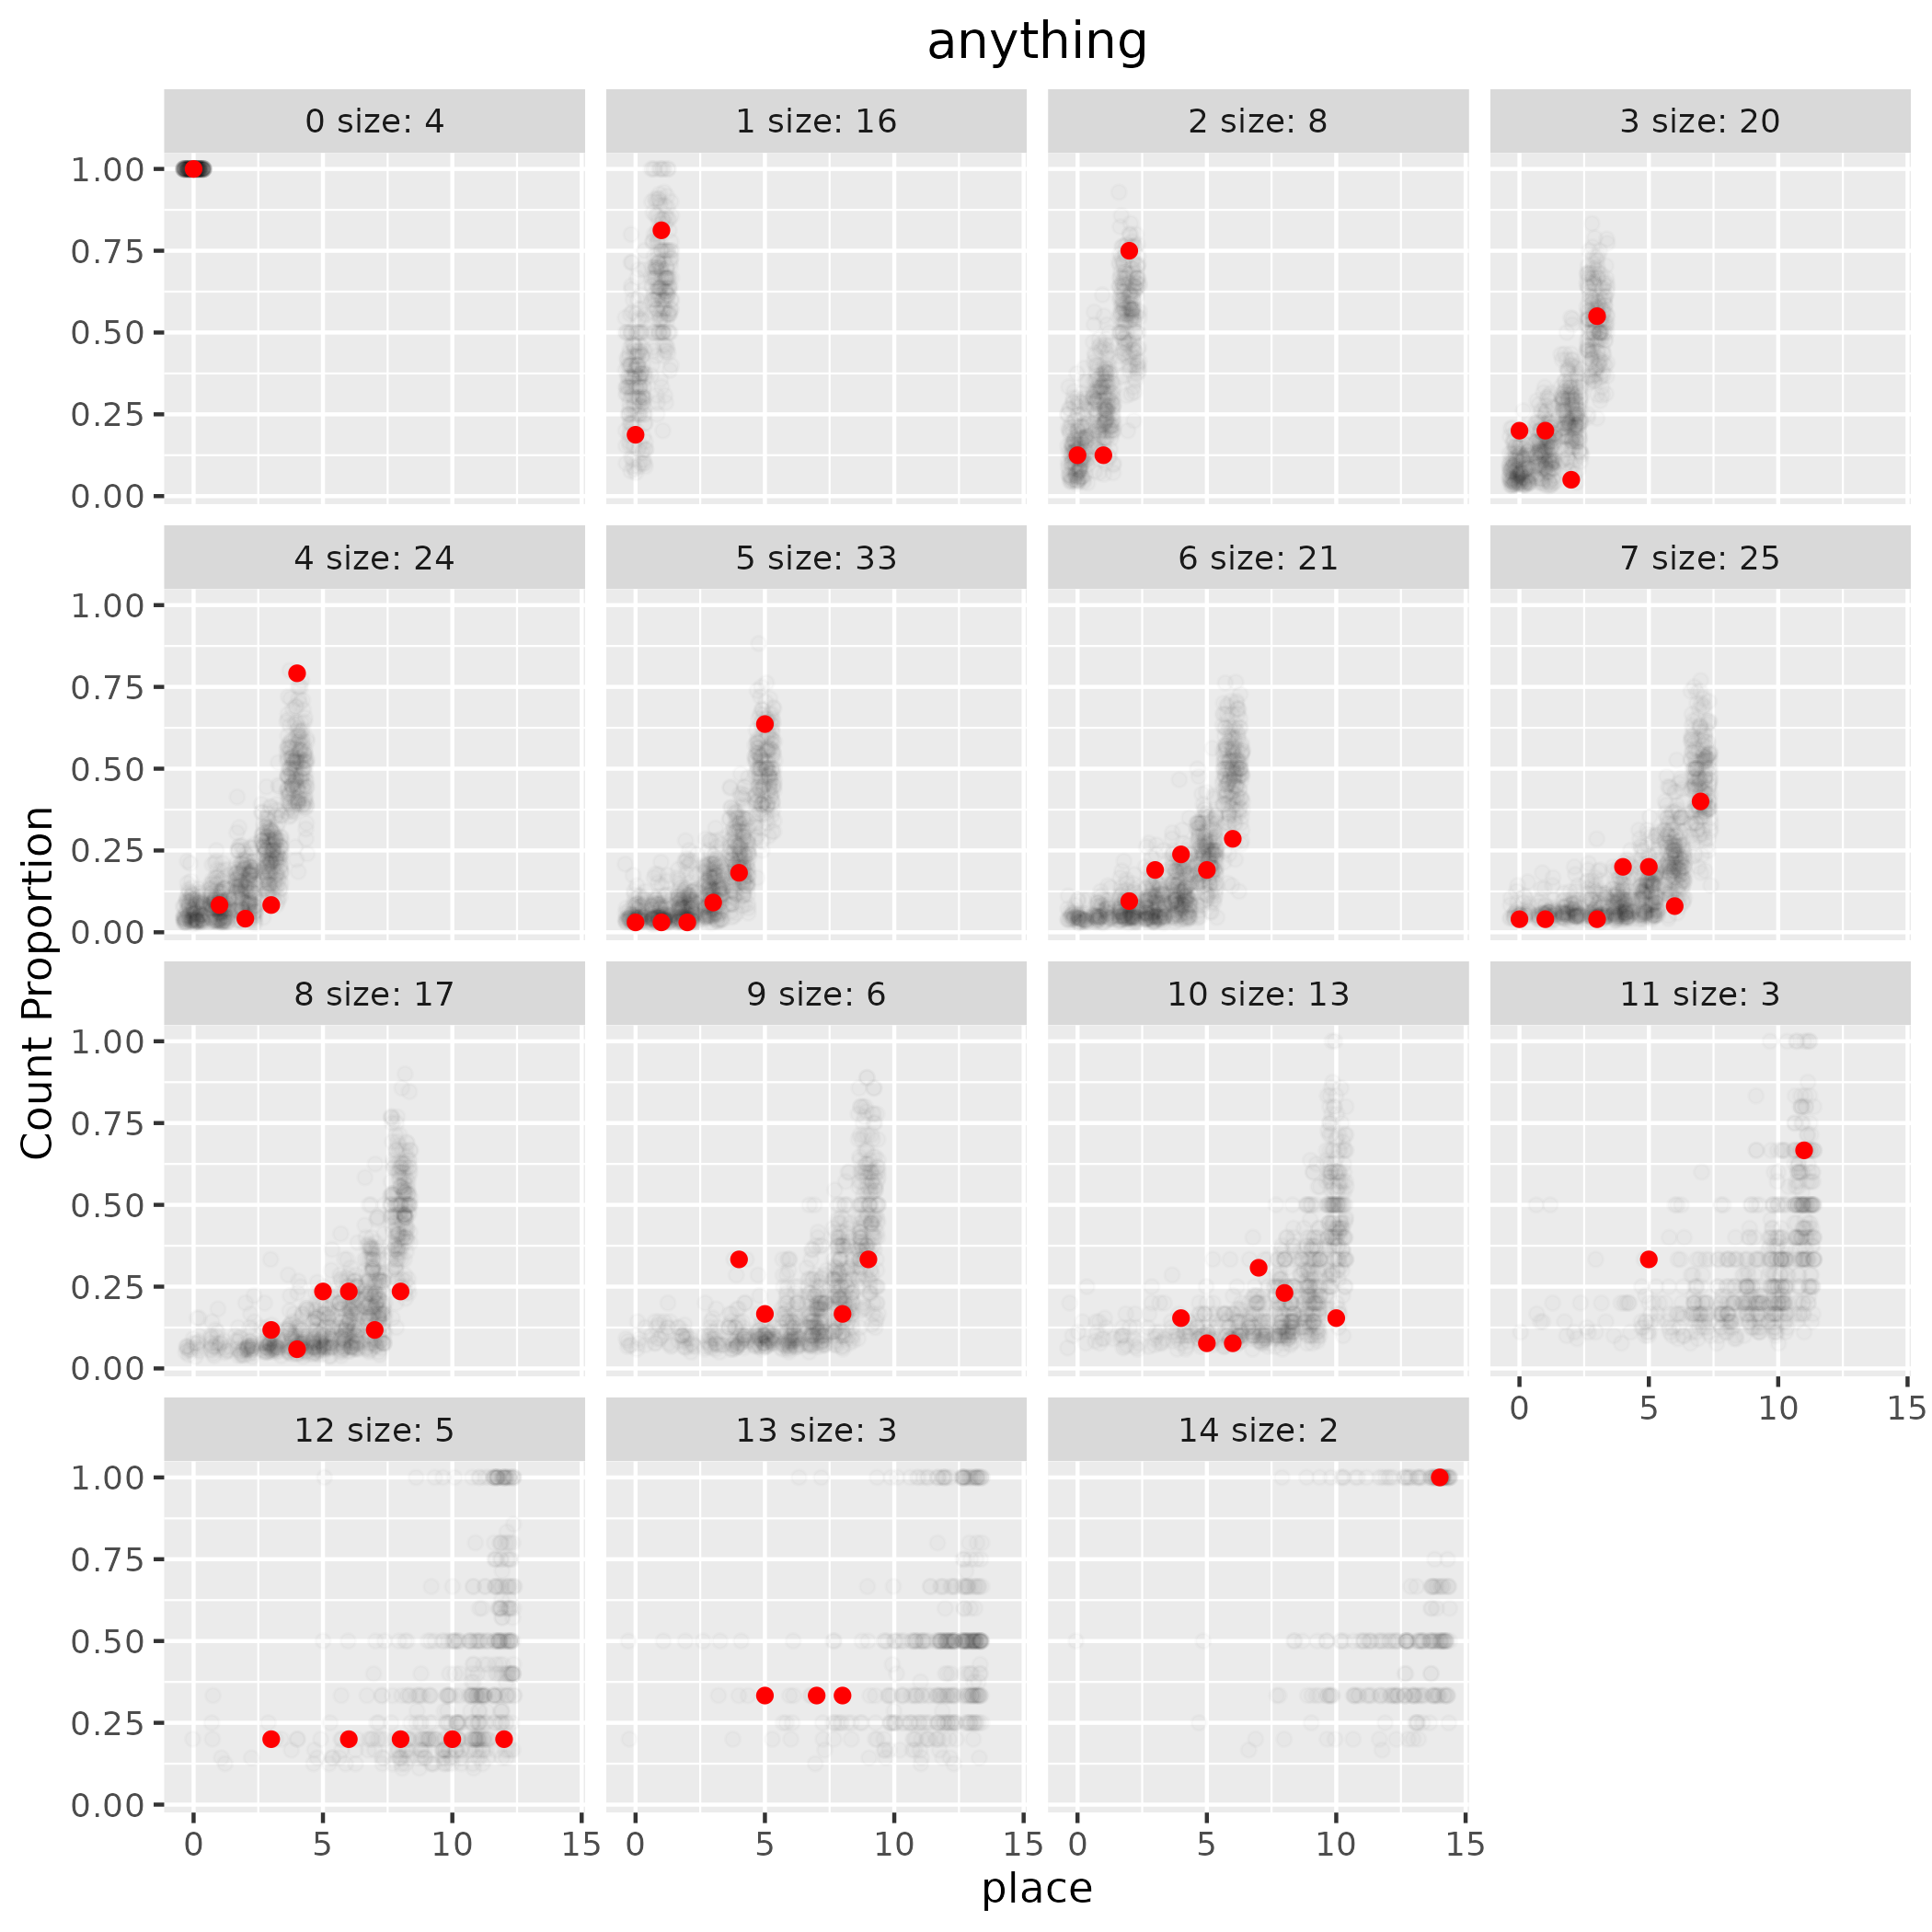 anything
0 size: 4
1 size: 16
2 size: 8
3 size: 20
1.00
0.75
0.50
0.25
0.00
4 size: 24
5 size: 33
6 size: 21
7 size: 25
1.00
0.75
0.50
0.25
0.00
Count Proportion
8 size: 17
9 size: 6
10 size: 13
11 size: 3
1.00
0.75
0.50
0.25
0.00
0 5 10 15
12 size: 5
13 size: 3
14 size: 2
1.00
0.75
0.50
0.25
0.00
0 5 10 15
0 5 10 15
0 5 10 15
place